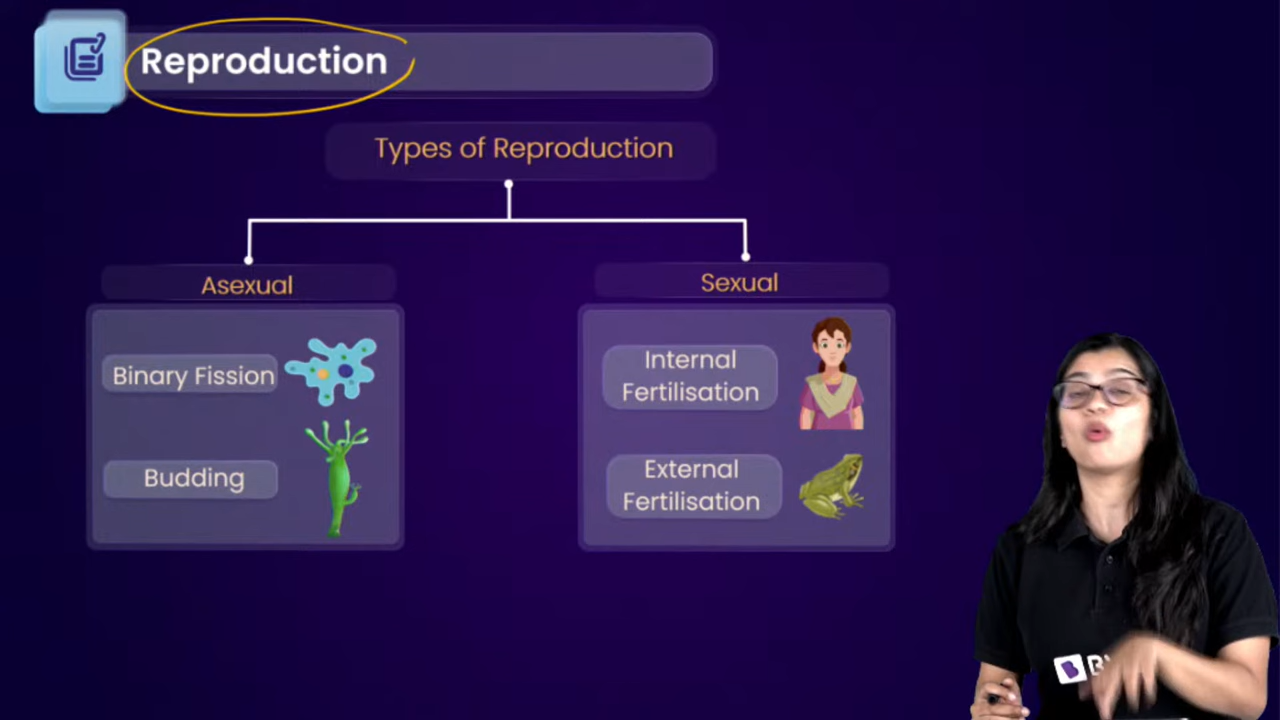 Reproduction
Types of Reproduction
Asexual
Sexual
Binary Fission
Internal
Fertilisation
Budding
External
Fertilisation